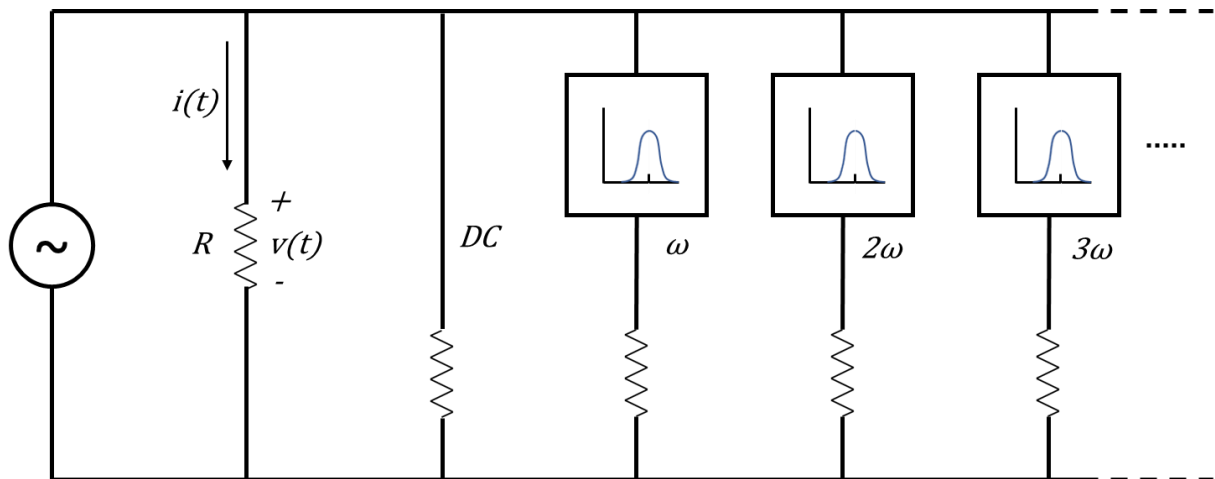 i(t)
R
+
v(t)
-
DC
ω
2ω
3ω
.....
~